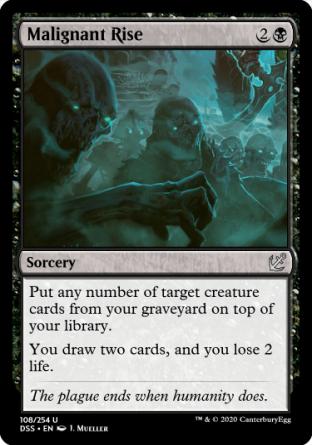 Malignant Rise 2
Sorcery
Put any number of target creature
cards from your graveyard on top of
your library.
You draw two cards, and you lose 2
life.
The plague ends when humanity does.
108/254 U
DSS • EN J. MUELLER
™ & © 2020 CanterburyEgg